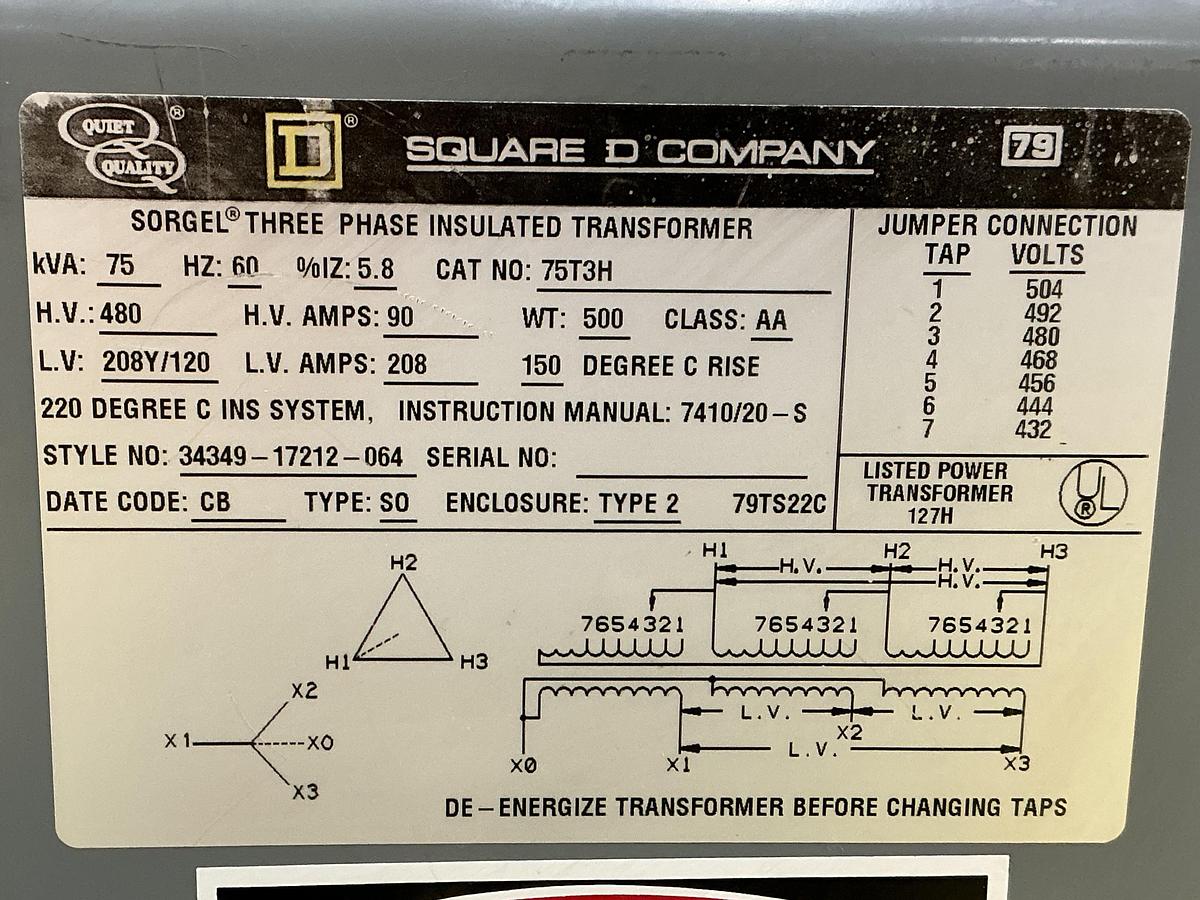 QUIET QUALITY ®
D ®
SQUARE D COMPANY
79
SORGEL® THREE PHASE INSULATED TRANSFORMER
kVA: 75 HZ: 60 %IZ: 5.8 CAT NO: 75T3H
H.V.: 480 H.V. AMPS: 90 WT: 500 CLASS: AA
L.V: 208Y/120 L.V. AMPS: 208 150 DEGREE C RISE
220 DEGREE C INS SYSTEM, INSTRUCTION MANUAL: 7410/20-S
STYLE NO: 34349-17212-064 SERIAL NO:
DATE CODE: CB TYPE: SO ENCLOSURE: TYPE 2 79TS22C
JUMPER CONNECTION
TAP VOLTS
1 504
2 492
3 480
4 468
5 456
6 444
7 432
LISTED POWER
TRANSFORMER
127H
UL ®
H2
H1 H3
X2
X1 X0
X3
H1 H2 H3
H.V. H.V.
H.V.
7654321 7654321 7654321
L.V. L.V.
X2
L.V.
X0 X1 X3
DE-ENERGIZE TRANSFORMER BEFORE CHANGING TAPS